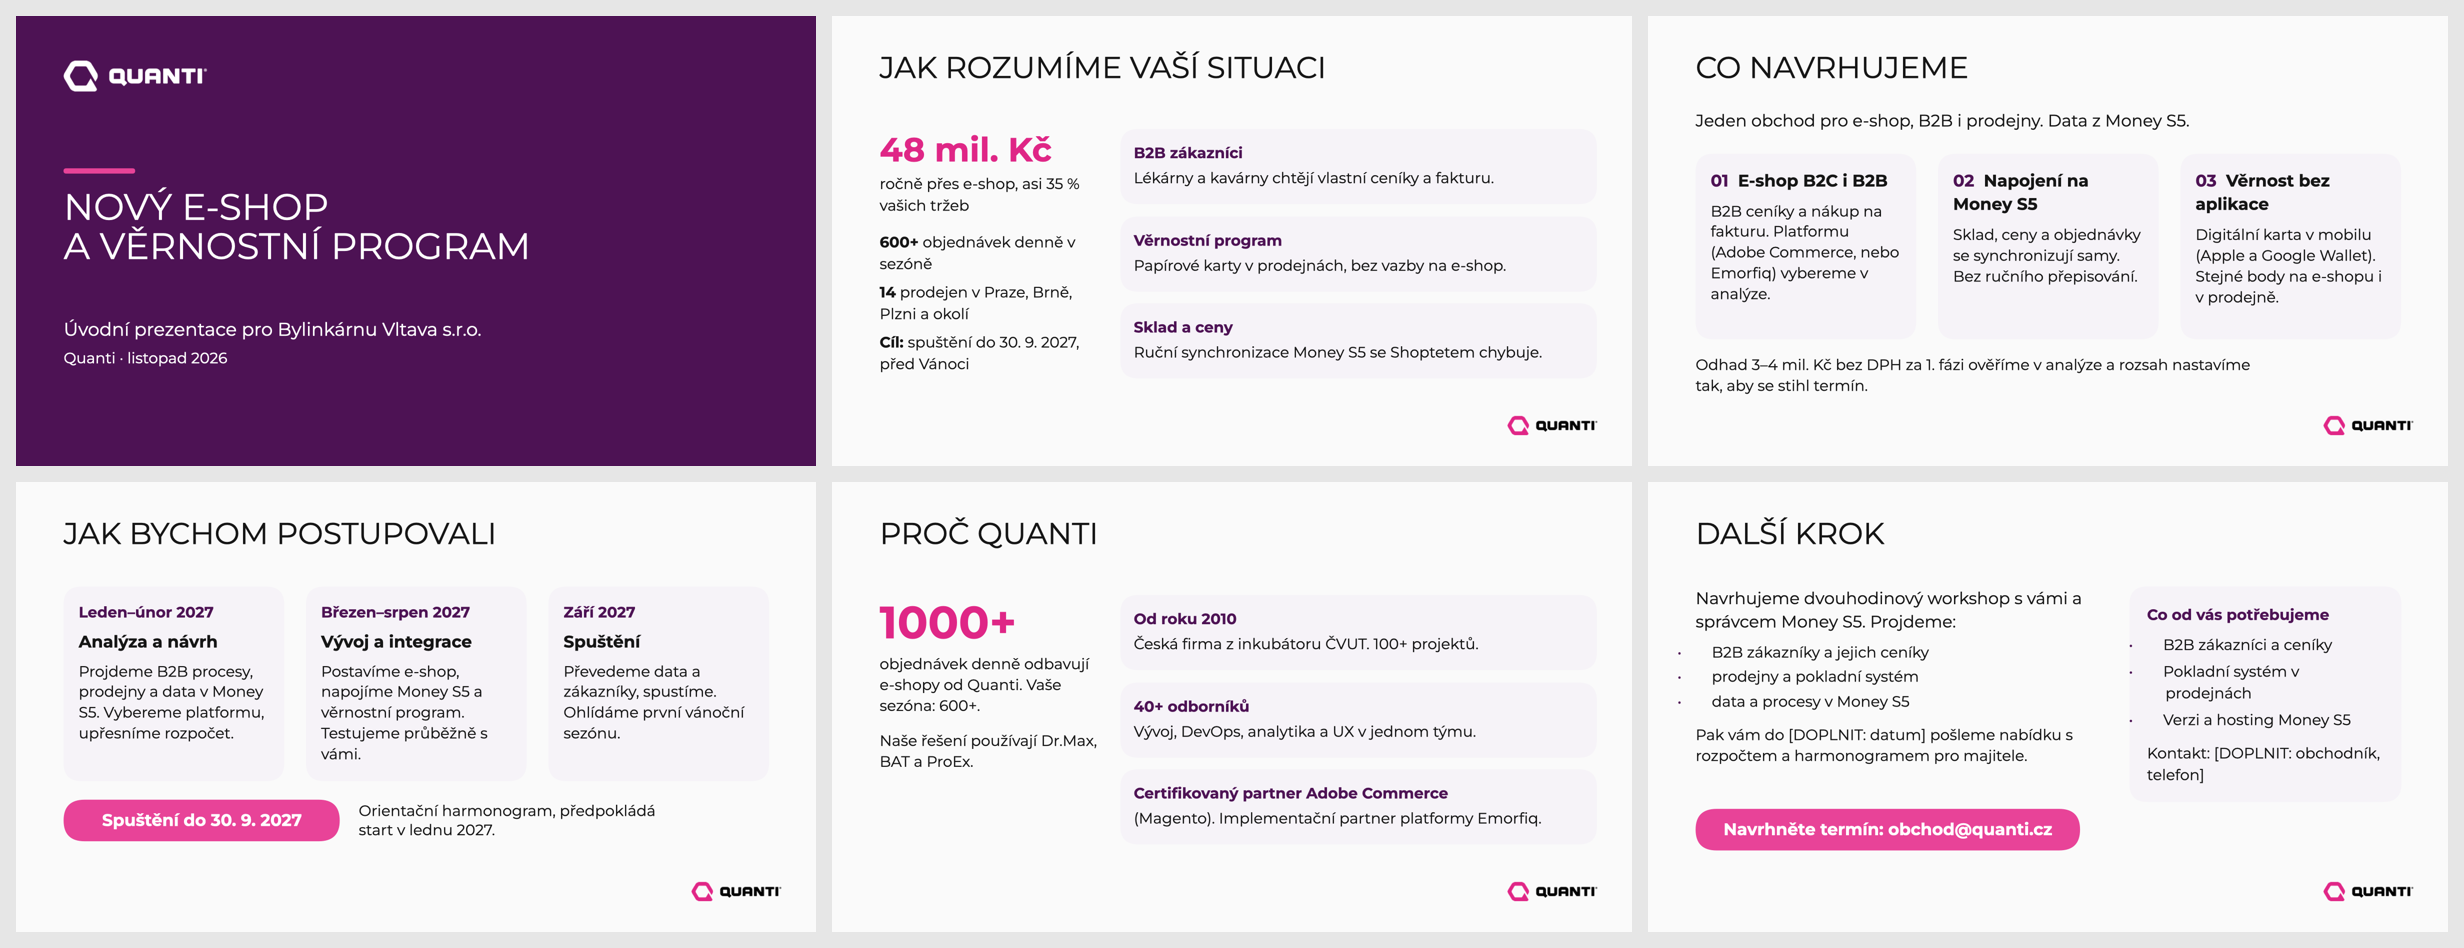 QUANTI
NOVÝ E-SHOP
A VĚRNOSTNÍ PROGRAM
Úvodní prezentace pro Bylinkárnu Vltava s.r.o.
Quanti · listopad 2026
JAK ROZUMÍME VAŠÍ SITUACI
48 mil. Kč
ročně přes e-shop, asi 35 %
vašich tržeb
600+ objednávek denně v
sezóně
14 prodejen v Praze, Brně,
Plzni a okolí
Cíl: spuštění do 30. 9. 2027,
před Vánoci
B2B zákazníci
Lékárny a kavárny chtějí vlastní ceníky a fakturu.
Věrnostní program
Papírové karty v prodejnách, bez vazby na e-shop.
Sklad a ceny
Ruční synchronizace Money S5 se Shoptetem chybuje.
QUANTI
CO NAVRHUJEME
Jeden obchod pro e-shop, B2B i prodejny. Data z Money S5.
01 E-shop B2C i B2B
B2B ceníky a nákup na
fakturu. Platformu
(Adobe Commerce, nebo
Emorfiq) vybereme v
analýze.
02 Napojení na
Money S5
Sklad, ceny a objednávky
se synchronizují samy.
Bez ručního přepisování.
03 Věrnost bez
aplikace
Digitální karta v mobilu
(Apple a Google Wallet).
Stejné body na e-shopu i
v prodejně.
Odhad 3–4 mil. Kč bez DPH za 1. fázi ověříme v analýze a rozsah nastavíme
tak, aby se stihl termín.
QUANTI
JAK BYCHOM POSTUPOVALI
Leden–únor 2027
Analýza a návrh
Projdeme B2B procesy,
prodejny a data v Money
S5. Vybereme platformu,
upřesníme rozpočet.
Březen–srpen 2027
Vývoj a integrace
Postavíme e-shop,
napojíme Money S5 a
věrnostní program.
Testujeme průběžně s
vámi.
Září 2027
Spuštění
Převedeme data a
zákazníky, spustíme.
Ohlídáme první vánoční
sezónu.
Spuštění do 30. 9. 2027
Orientační harmonogram, předpokládá
start v lednu 2027.
QUANTI
PROČ QUANTI
1000+
objednávek denně odbavují
e-shopy od Quanti. Vaše
sezóna: 600+.
Naše řešení používají Dr.Max,
BAT a ProEx.
Od roku 2010
Česká firma z inkubátoru ČVUT. 100+ projektů.
40+ odborníků
Vývoj, DevOps, analytika a UX v jednom týmu.
Certifikovaný partner Adobe Commerce
(Magento). Implementační partner platformy Emorfiq.
QUANTI
DALŠÍ KROK
Navrhujeme dvouhodinový workshop s vámi a
správcem Money S5. Projdeme:
· B2B zákazníky a jejich ceníky
· prodejny a pokladní systém
· data a procesy v Money S5
Pak vám do [DOPLNIT: datum] pošleme nabídku s
rozpočtem a harmonogramem pro majitele.
Navrhněte termín: obchod@quanti.cz
Co od vás potřebujeme
· B2B zákazníci a ceníky
· Pokladní systém v
prodejnách
· Verzi a hosting Money S5
Kontakt: [DOPLNIT: obchodník,
telefon]
QUANTI